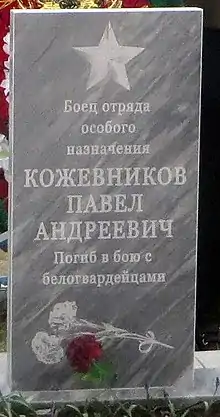 Боец отряда
особого
назначения
КОЖЕВНИКОВ
ПАВЕЛ
АНДРЕЕВИЧ
Погиб в бою с
белогвардейцами